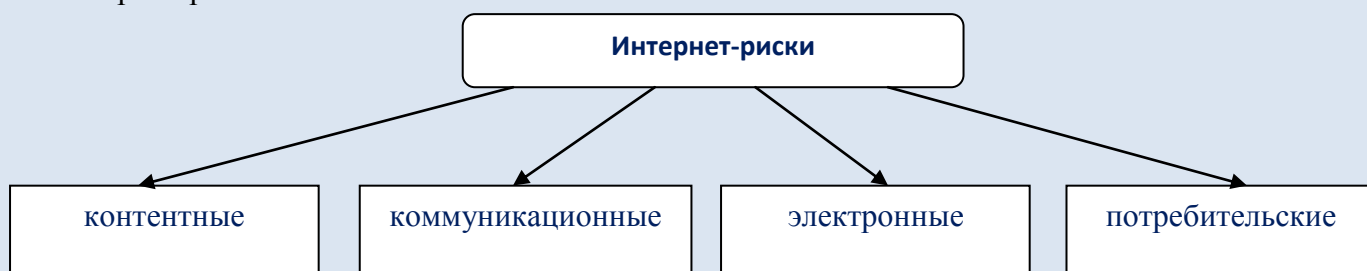 Интернет-риски
контентные
коммуникационные
электронные
потребительские